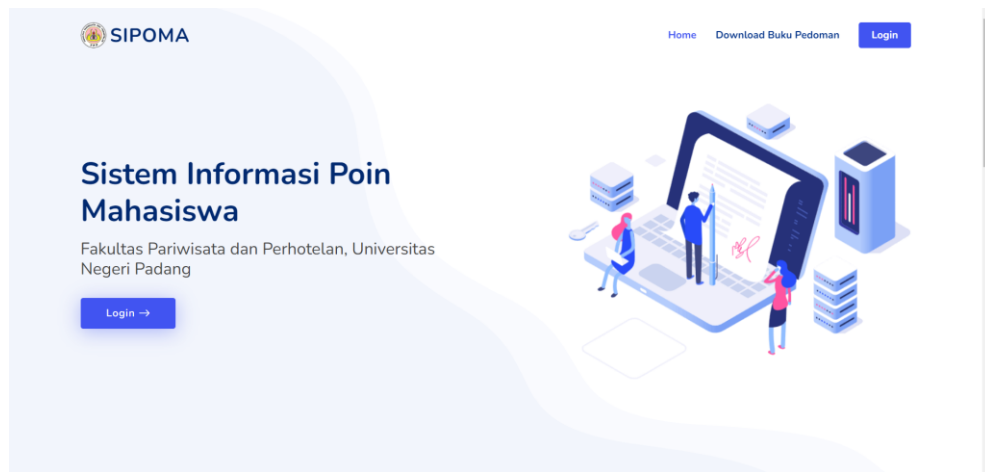 SIPOMA
Home
Download Buku Pedoman
Login
Sistem Informasi Poin
Mahasiswa
Fakultas Pariwisata dan Perhotelan, Universitas
Negeri Padang
Login →